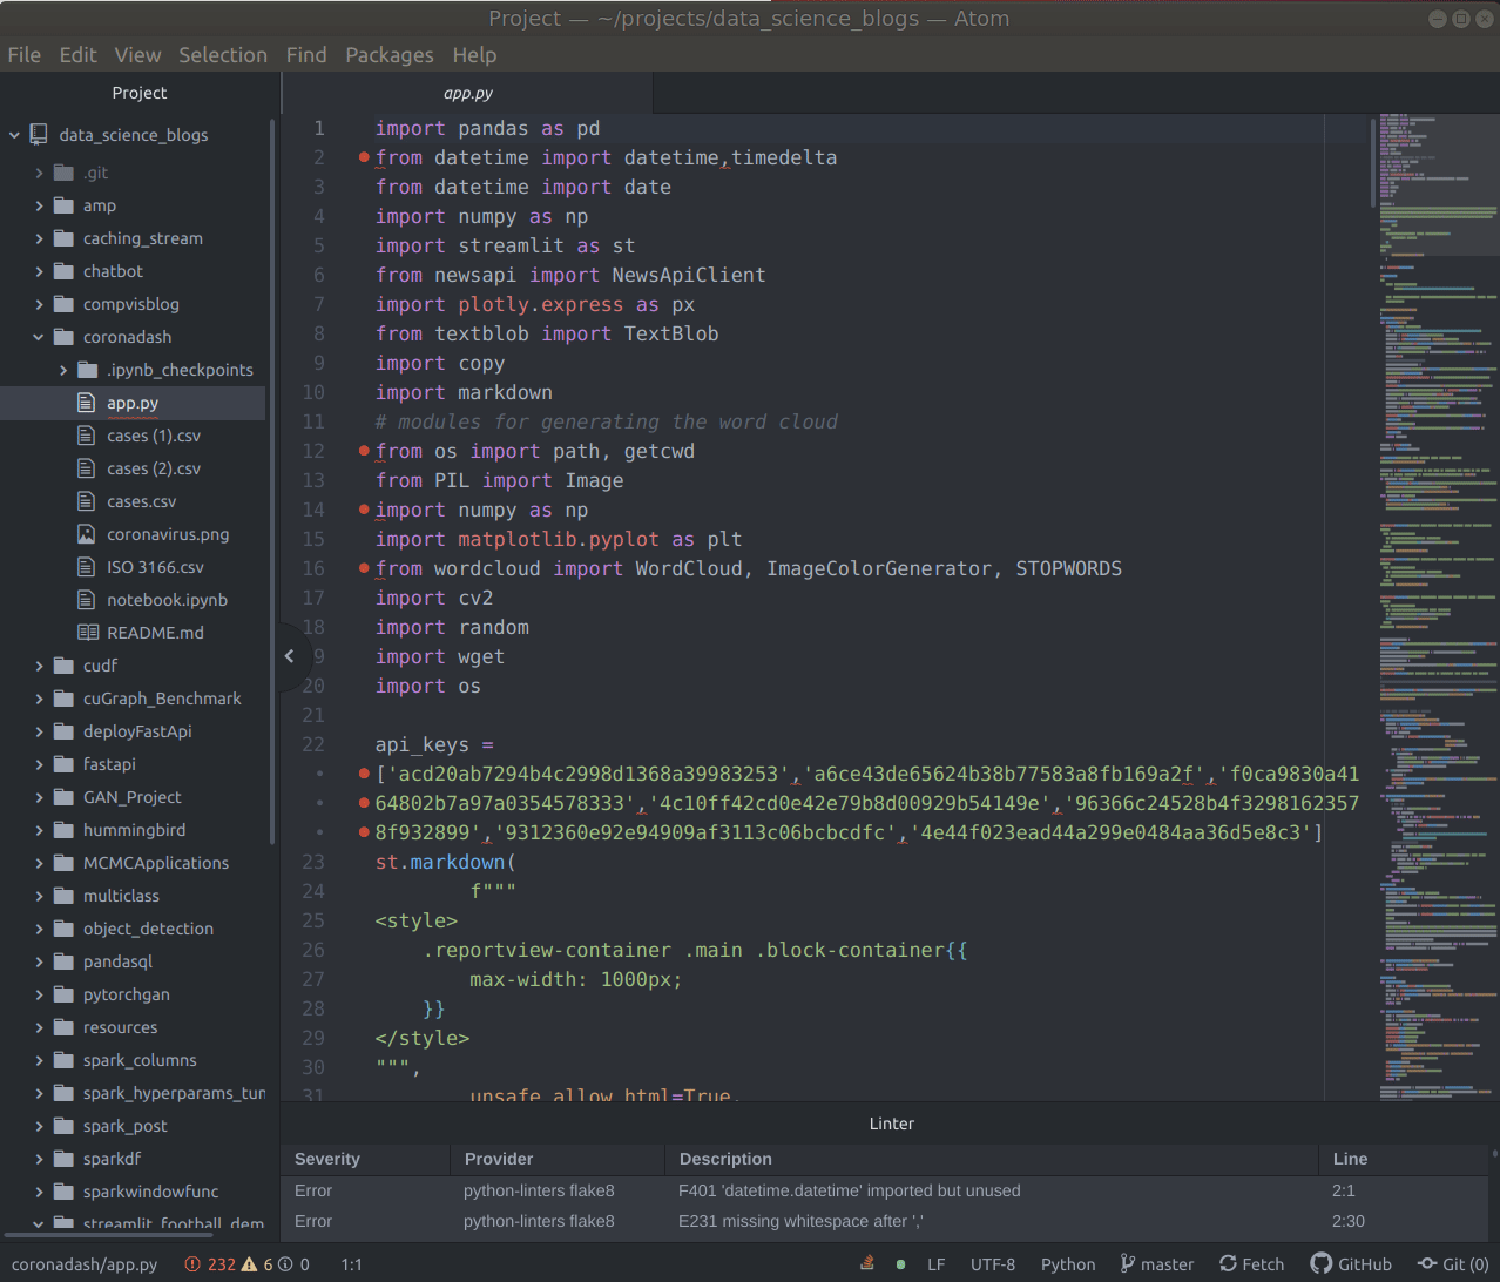 Project — ~/projects/data_science_blogs — Atom
File Edit View Selection Find Packages Help
Project
data_science_blogs
.git
amp
caching_stream
chatbot
compvisblog
coronadash
.ipynb_checkpoints
app.py
cases (1).csv
cases (2).csv
cases.csv
coronavirus.png
ISO 3166.csv
notebook.ipynb
README.md
cudf
cuGraph_Benchmark
deployFastApi
fastapi
GAN_Project
hummingbird
MCMCApplications
multiclass
object_detection
pandasql
pytorchgan
resources
spark_columns
spark_hyperparams_tun
spark_post
sparkdf
sparkwindowfunc
streamlit_football_dem
app.py
1 import pandas as pd
2 from datetime import datetime,timedelta
3 from datetime import date
4 import numpy as np
5 import streamlit as st
6 from newsapi import NewsApiClient
7 import plotly.express as px
8 from textblob import TextBlob
9 import copy
10 import markdown
11 # modules for generating the word cloud
12 from os import path, getcwd
13 from PIL import Image
14 import numpy as np
15 import matplotlib.pyplot as plt
16 from wordcloud import WordCloud, ImageColorGenerator, STOPWORDS
17 import cv2
18 import random
9 import wget
20 import os
21
22 api_keys =
• ['acd20ab7294b4c2998d1368a39983253','a6ce43de65624b38b77583a8fb169a2f','f0ca9830a41
• 64802b7a97a0354578333','4c10ff42cd0e42e79b8d00929b54149e','96366c24528b4f3298162357
• 8f932899','9312360e92e94909af3113c06bcbcdfc','4e44f023ead44a299e0484aa36d5e8c3']
23 st.markdown(
24 f"""
25 <style>
26 .reportview-container .main .block-container{{
27 max-width: 1000px;
28 }}
29 </style>
30 """,
31 unsafe_allow_html=True,
Linter
Severity Provider Description Line
Error python-linters flake8 F401 'datetime.datetime' imported but unused 2:1
Error python-linters flake8 E231 missing whitespace after ',' 2:30
coronadash/app.py 232 6 0 1:1 LF UTF-8 Python master Fetch GitHub Git (0)